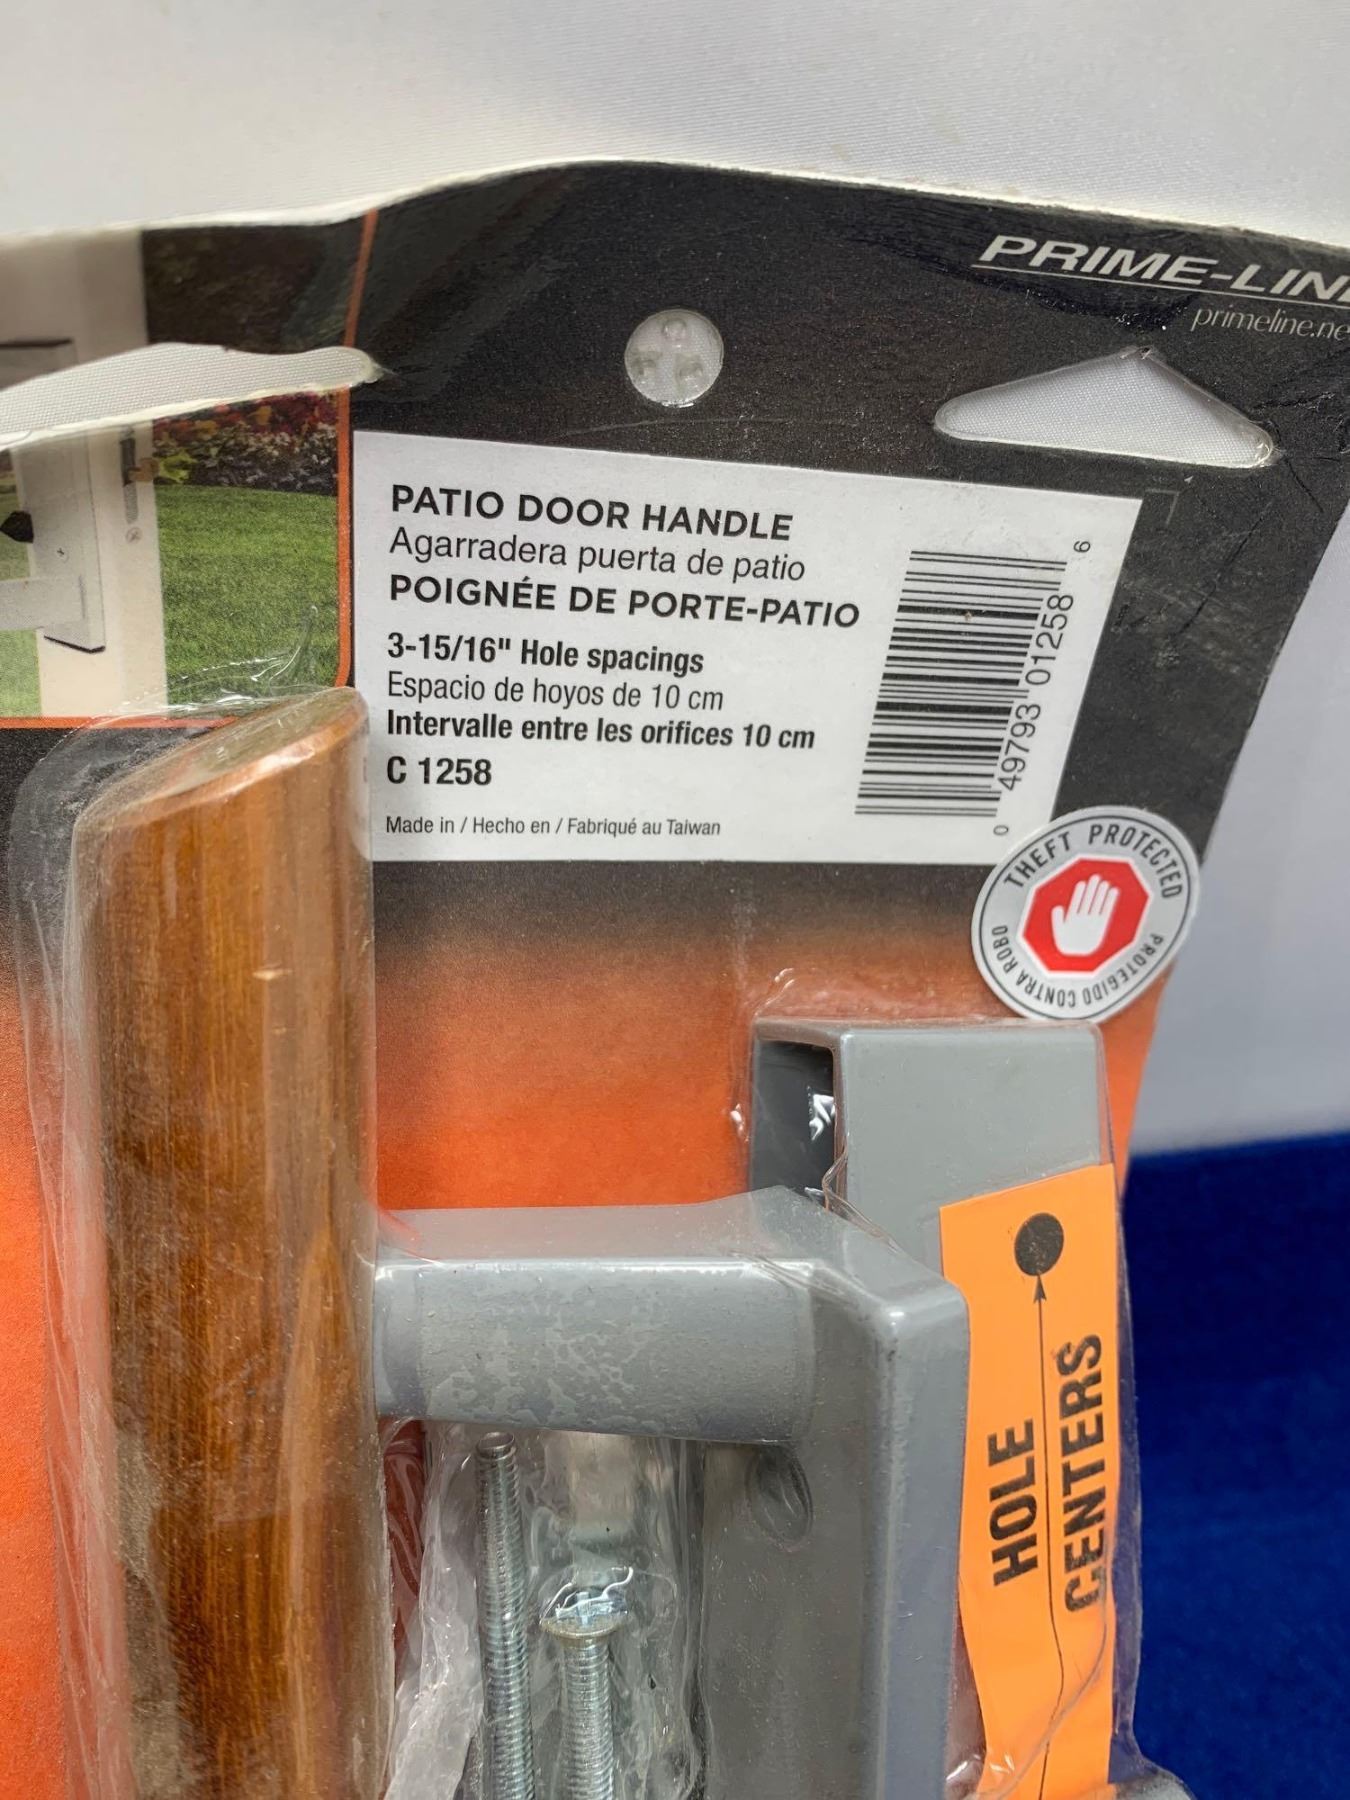 PRIME-LINE
primeline.ne
PATIO DOOR HANDLE
Agarradera puerta de patio
POIGNÉE DE PORTE-PATIO
3-15/16" Hole spacings
Espacio de hoyos de 10 cm
Intervalle entre les orifices 10 cm
C 1258
Made in / Hecho en / Fabriqué au Taiwan
0 49793 01258 6
THEFT PROTECTED
PROTEGIDO CONTRA ROBO
HOLE
CENTERS